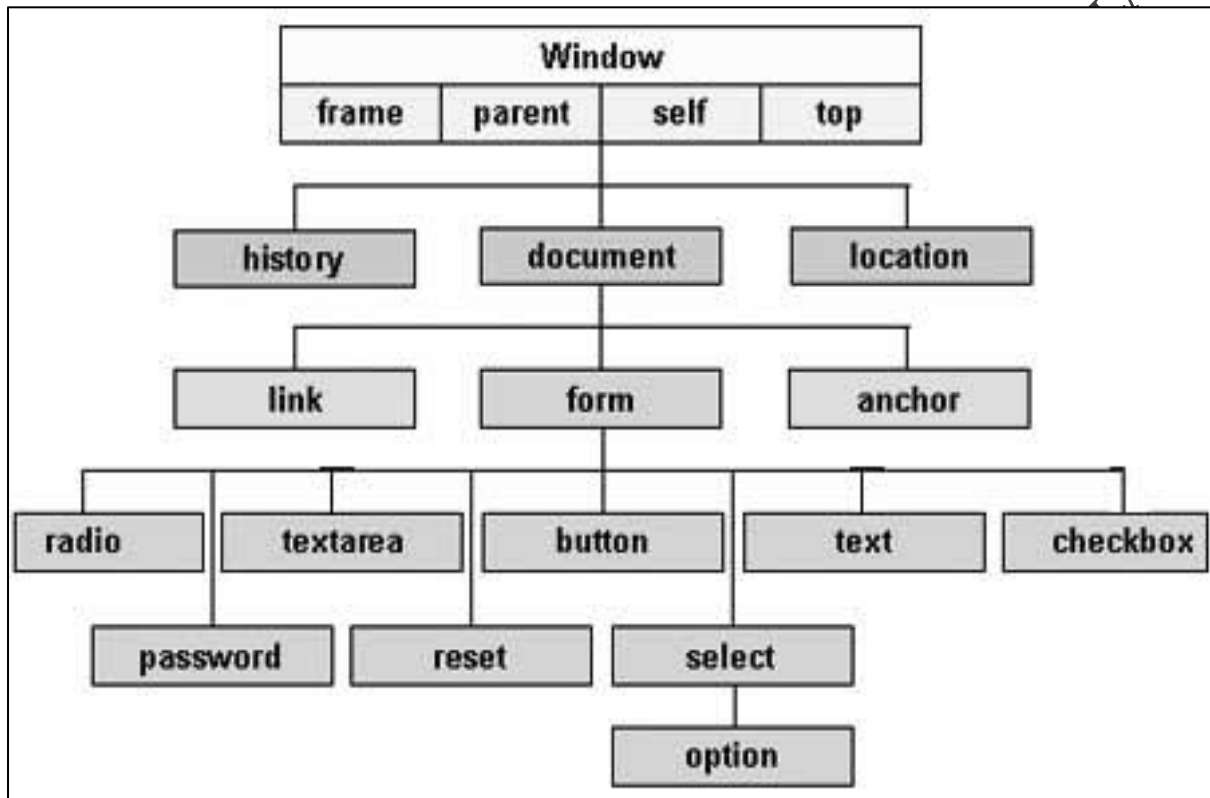 Window
frame parent self top
history document location
link form anchor
radio textarea button text checkbox
password reset select
option